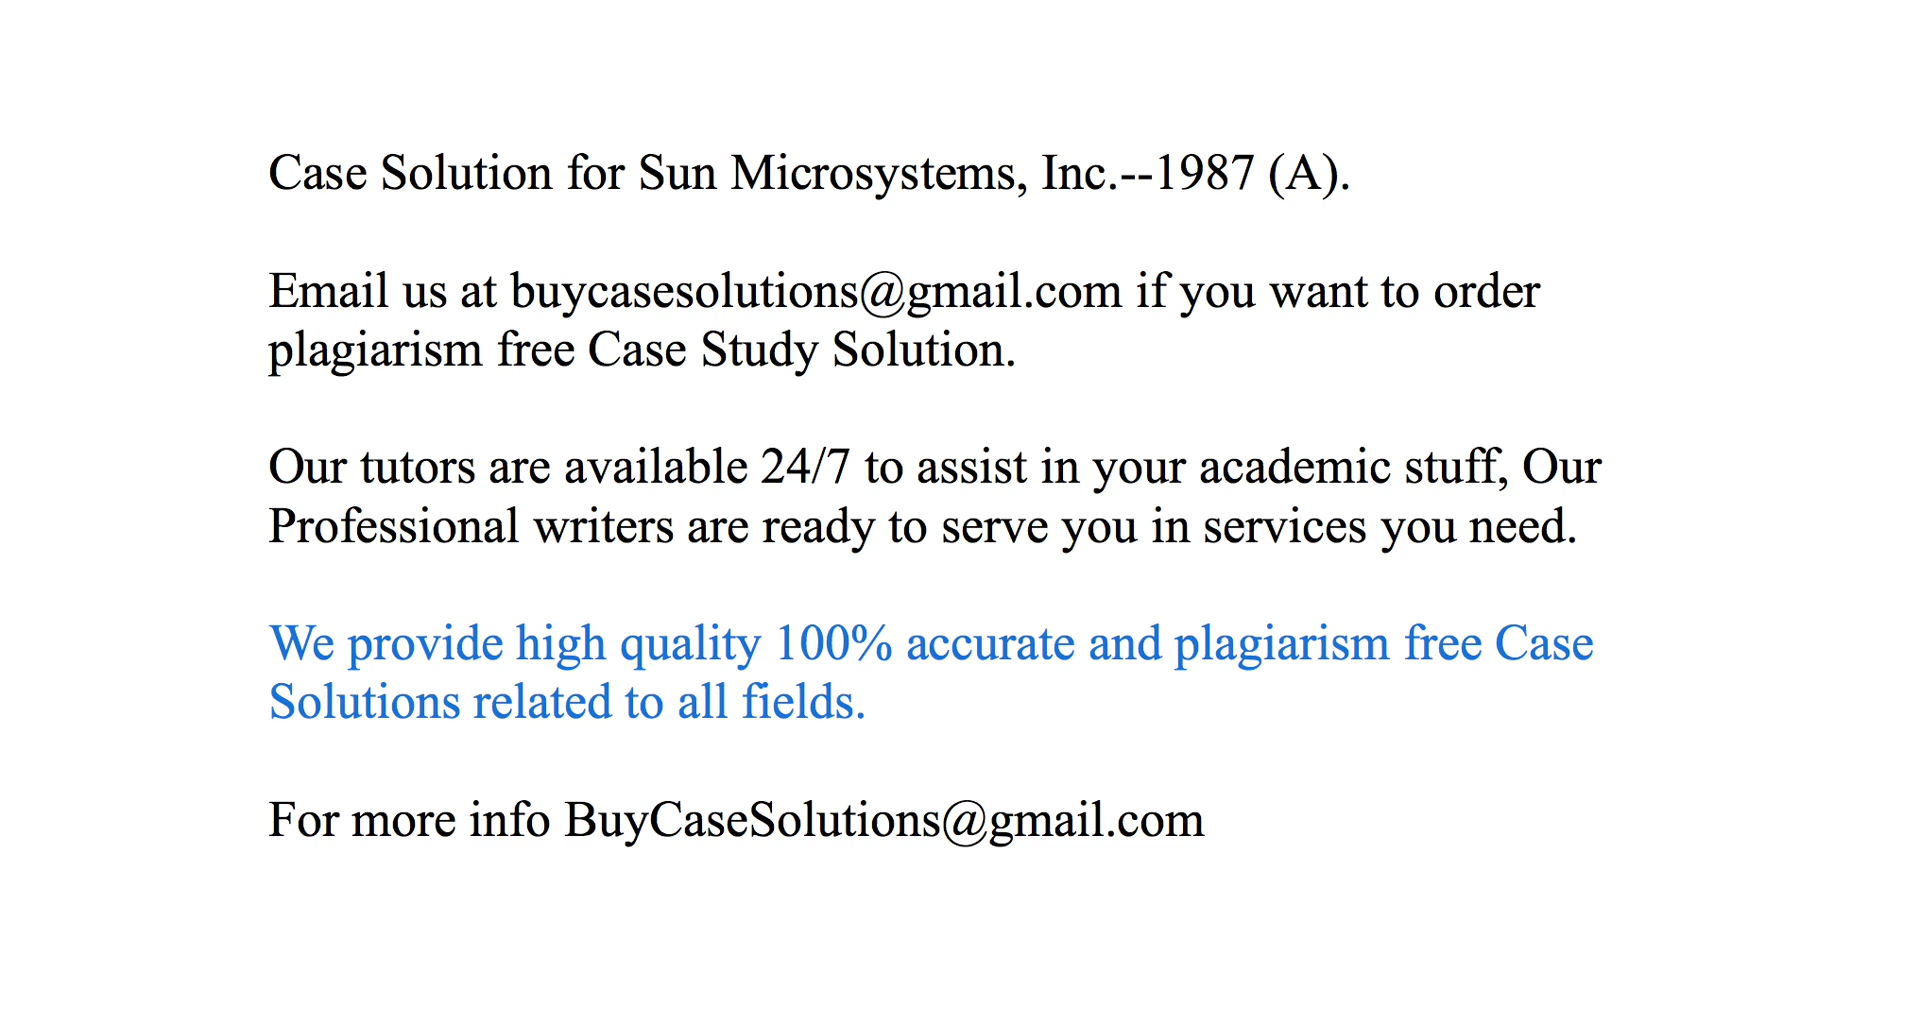 Case Solution for Sun Microsystems, Inc.--1987 (A).
Email us at buycasesolutions@gmail.com if you want to order
plagiarism free Case Study Solution.
Our tutors are available 24/7 to assist in your academic stuff, Our
Professional writers are ready to serve you in services you need.
We provide high quality 100% accurate and plagiarism free Case
Solutions related to all fields.
For more info BuyCaseSolutions@gmail.com